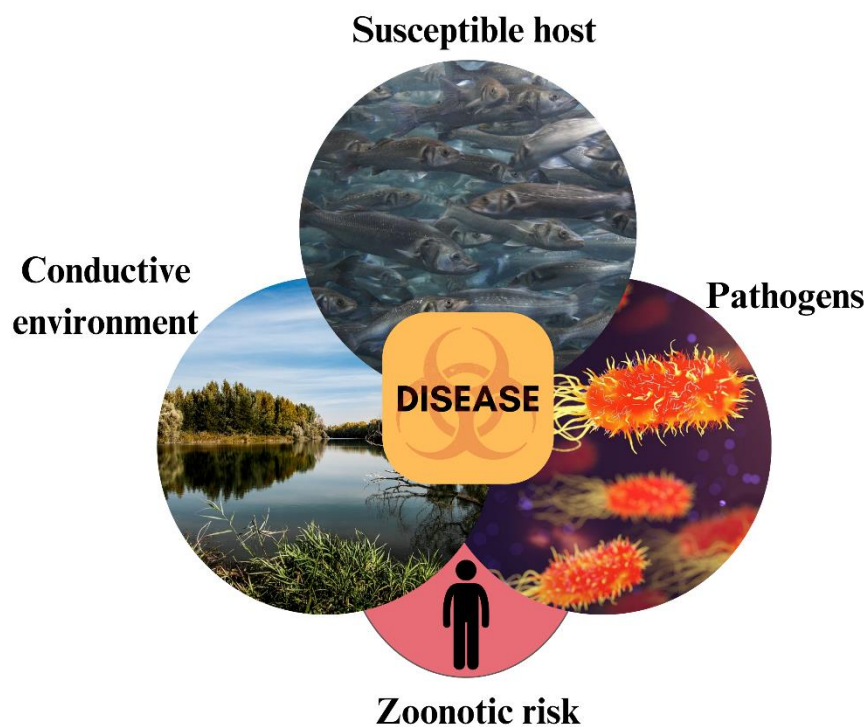 Susceptible host
Conductive
environment
Pathogens
DISEASE
Zoonotic risk